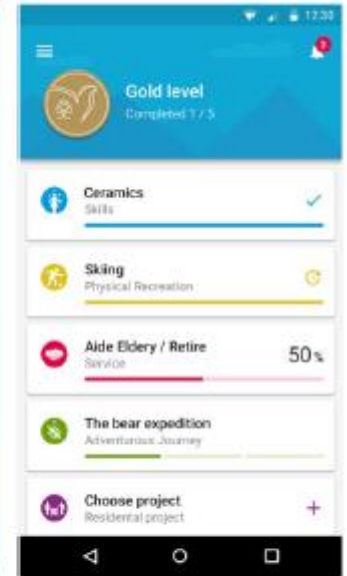 12:30
Gold level
Completed 1 / 5
Ceramics
Skills
Skiing
Physical Recreation
Aide Eldery / Retire
Service
50%
The bear expedition
Adventurous Journey
Choose project
Residental project
+